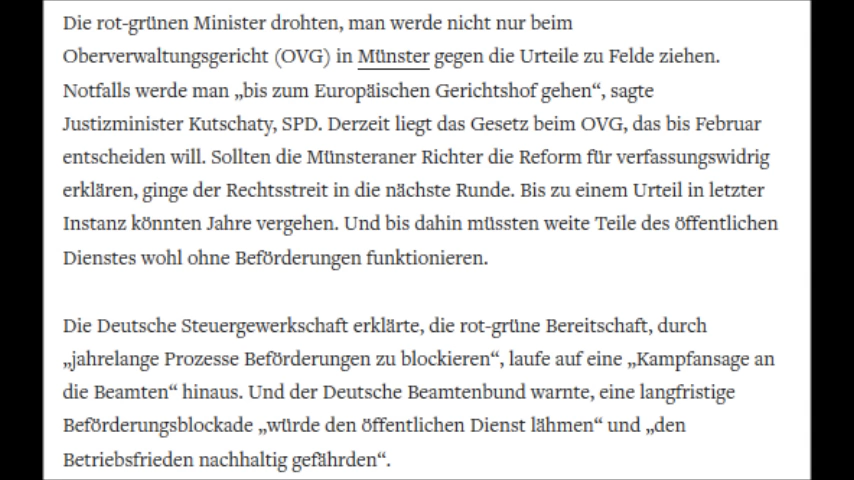 Die rot-grünen Minister drohten, man werde nicht nur beim
Oberverwaltungsgericht (OVG) in Münster gegen die Urteile zu Felde ziehen.
Notfalls werde man „bis zum Europäischen Gerichtshof gehen“, sagte
Justizminister Kutschaty, SPD. Derzeit liegt das Gesetz beim OVG, das bis Februar
entscheiden will. Sollten die Münsteraner Richter die Reform für verfassungswidrig
erklären, ginge der Rechtsstreit in die nächste Runde. Bis zu einem Urteil in letzter
Instanz könnten Jahre vergehen. Und bis dahin müssten weite Teile des öffentlichen
Dienstes wohl ohne Beförderungen funktionieren.
Die Deutsche Steuergewerkschaft erklärte, die rot-grüne Bereitschaft, durch
„jahrelange Prozesse Beförderungen zu blockieren“, laufe auf eine „Kampfansage an
die Beamten“ hinaus. Und der Deutsche Beamtenbund warnte, eine langfristige
Beförderungsblockade „würde den öffentlichen Dienst lähmen“ und „den
Betriebsfrieden nachhaltig gefährden“.